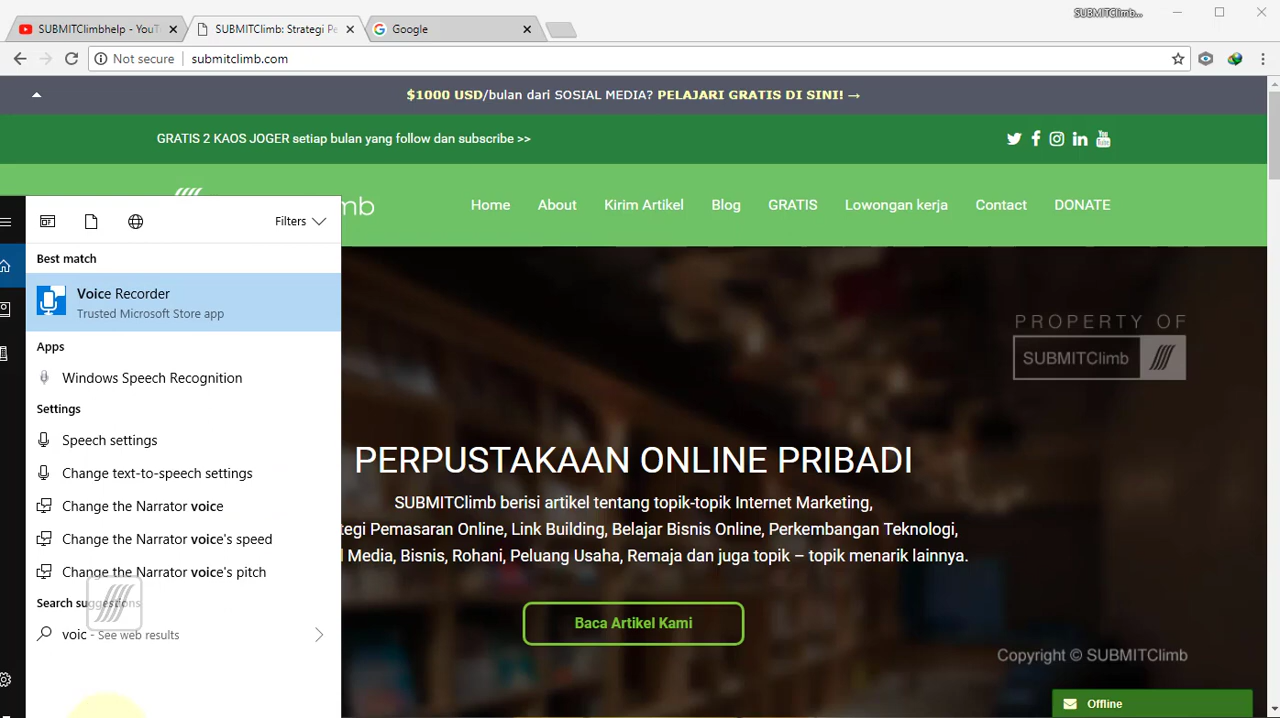 SUBMITClimb...
SUBMITClimbhelp - YouT
SUBMITClimb: Strategi Pe
Google
Not secure
submitclimb.com
$1000 USD/bulan dari SOSIAL MEDIA? PELAJARI GRATIS DI SINI! →
GRATIS 2 KAOS JOGER setiap bulan yang follow dan subscribe >>
mb
Home
About
Kirim Artikel
Blog
GRATIS
Lowongan kerja
Contact
DONATE
Filters
Best match
Voice Recorder
Trusted Microsoft Store app
Apps
Windows Speech Recognition
Settings
Speech settings
Change text-to-speech settings
Change the Narrator voice
Change the Narrator voice's speed
Change the Narrator voice's pitch
Search suggestions
voic - See web results
PROPERTY OF
SUBMITClimb
PERPUSTAKAAN ONLINE PRIBADI
SUBMITClimb berisi artikel tentang topik-topik Internet Marketing,
tegi Pemasaran Online, Link Building, Belajar Bisnis Online, Perkembangan Teknologi,
l Media, Bisnis, Rohani, Peluang Usaha, Remaja dan juga topik – topik menarik lainnya.
Baca Artikel Kami
Copyright © SUBMITClimb
Offline